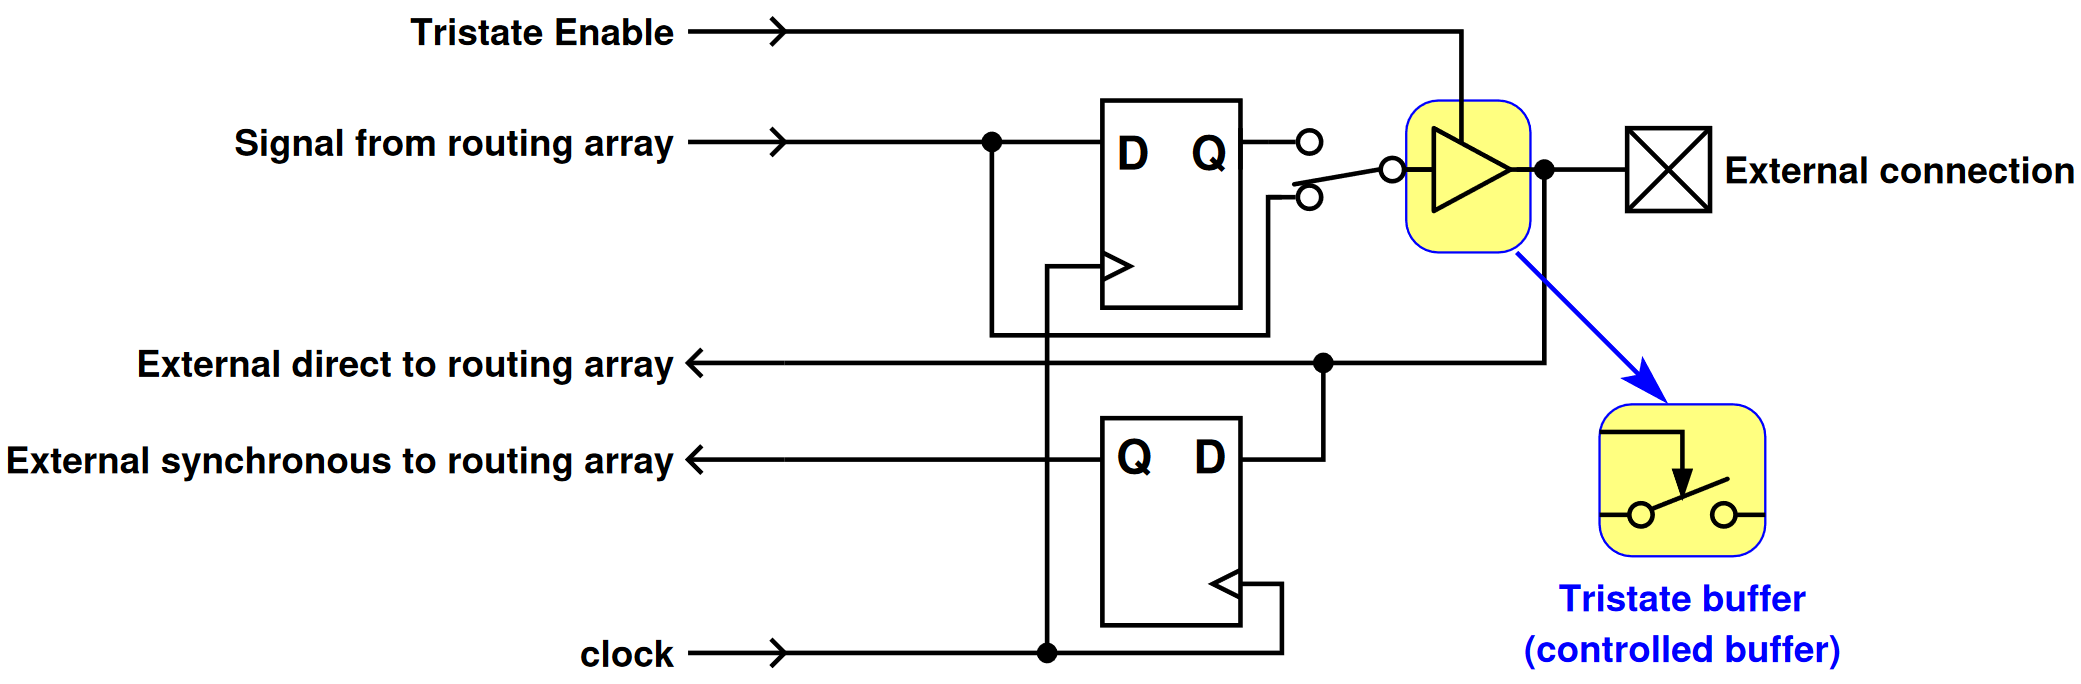 Tristate Enable
Signal from routing array
D Q
External connection
External direct to routing array
External synchronous to routing array
Q D
Tristate buffer
(controlled buffer)
clock